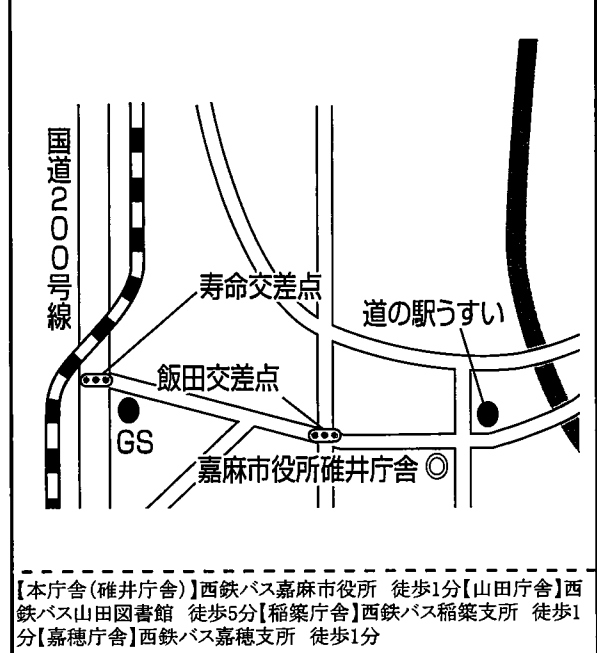 国道200号線
寿命交差点
道の駅うすい
飯田交差点
GS
嘉麻市役所碓井庁舎
【本庁舎(碓井庁舎)】西鉄バス嘉麻市役所 徒歩1分【山田庁舎】西
鉄バス山田図書館 徒歩5分【稲築庁舎】西鉄バス稲築支所 徒歩1
分【嘉穂庁舎】西鉄バス嘉穂支所 徒歩1分